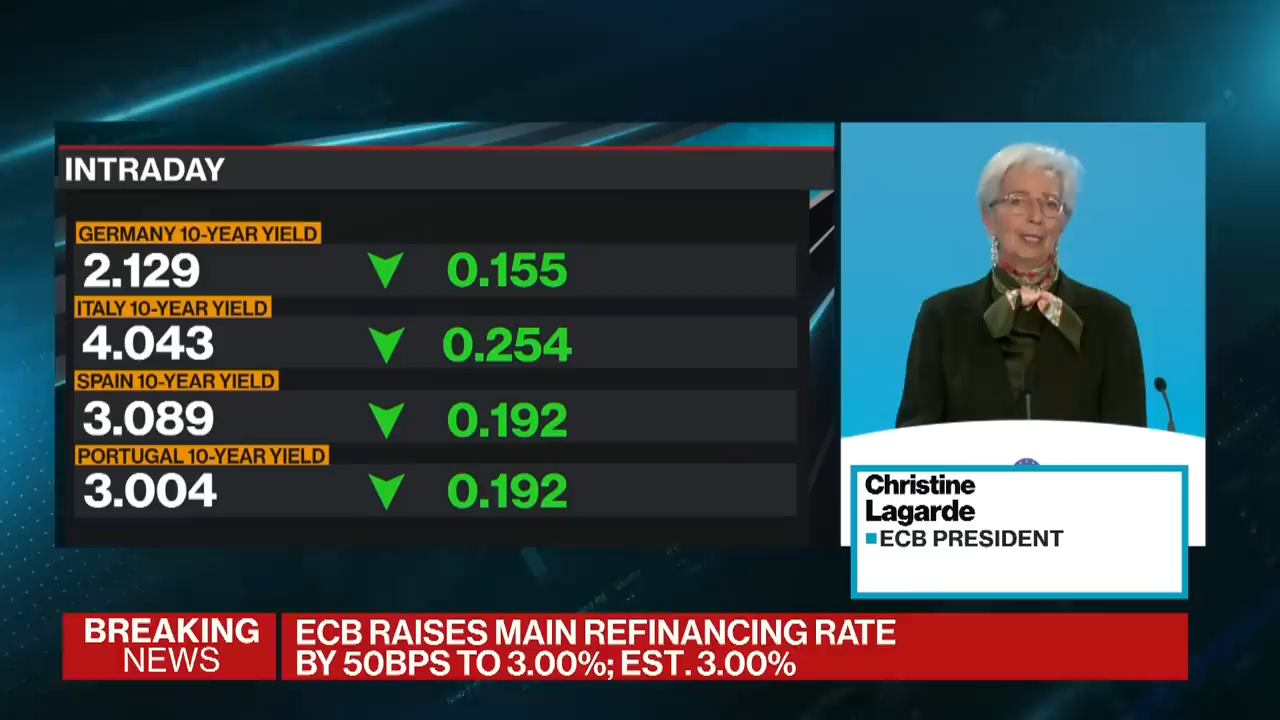 INTRADAY
GERMANY 10-YEAR YIELD
2.129 0.155
ITALY 10-YEAR YIELD
4.043 0.254
SPAIN 10-YEAR YIELD
3.089 0.192
PORTUGAL 10-YEAR YIELD
3.004 0.192
Christine
Lagarde
ECB PRESIDENT
BREAKING
NEWS
ECB RAISES MAIN REFINANCING RATE
BY 50BPS TO 3.00%; EST. 3.00%